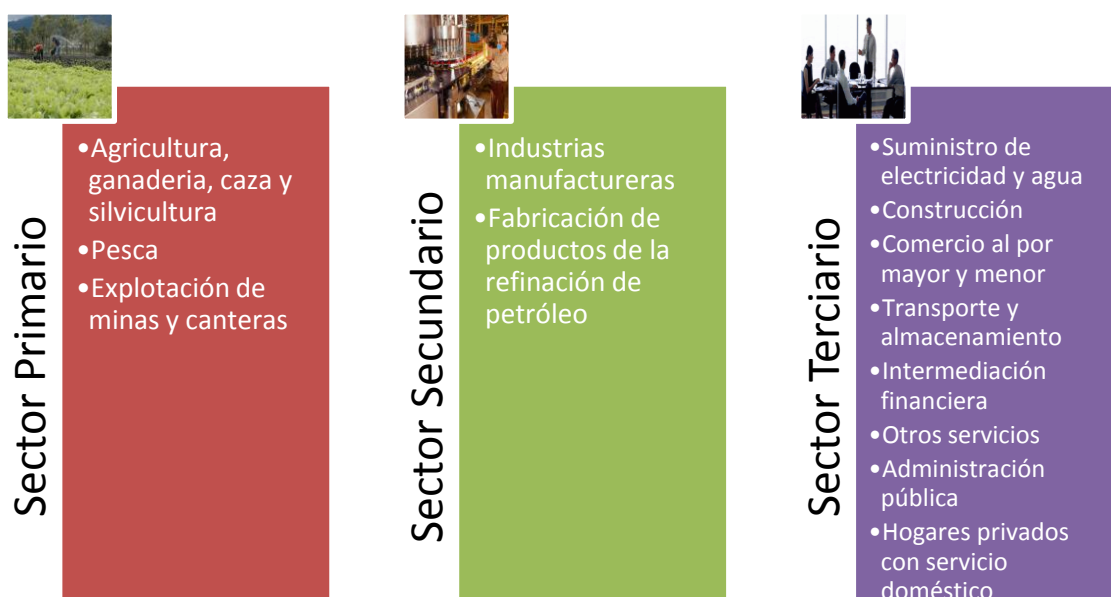 Sector Primario
•Agricultura,
ganaderia, caza y
silvicultura
•Pesca
•Explotación de
minas y canteras
Sector Secundario
•Industrias
manufactureras
•Fabricación de
productos de la
refinación de
petróleo
Sector Terciario
•Suministro de
electricidad y agua
•Construcción
•Comercio al por
mayor y menor
•Transporte y
almacenamiento
•Intermediación
financiera
•Otros servicios
•Administración
pública
•Hogares privados
con servicio
doméstico